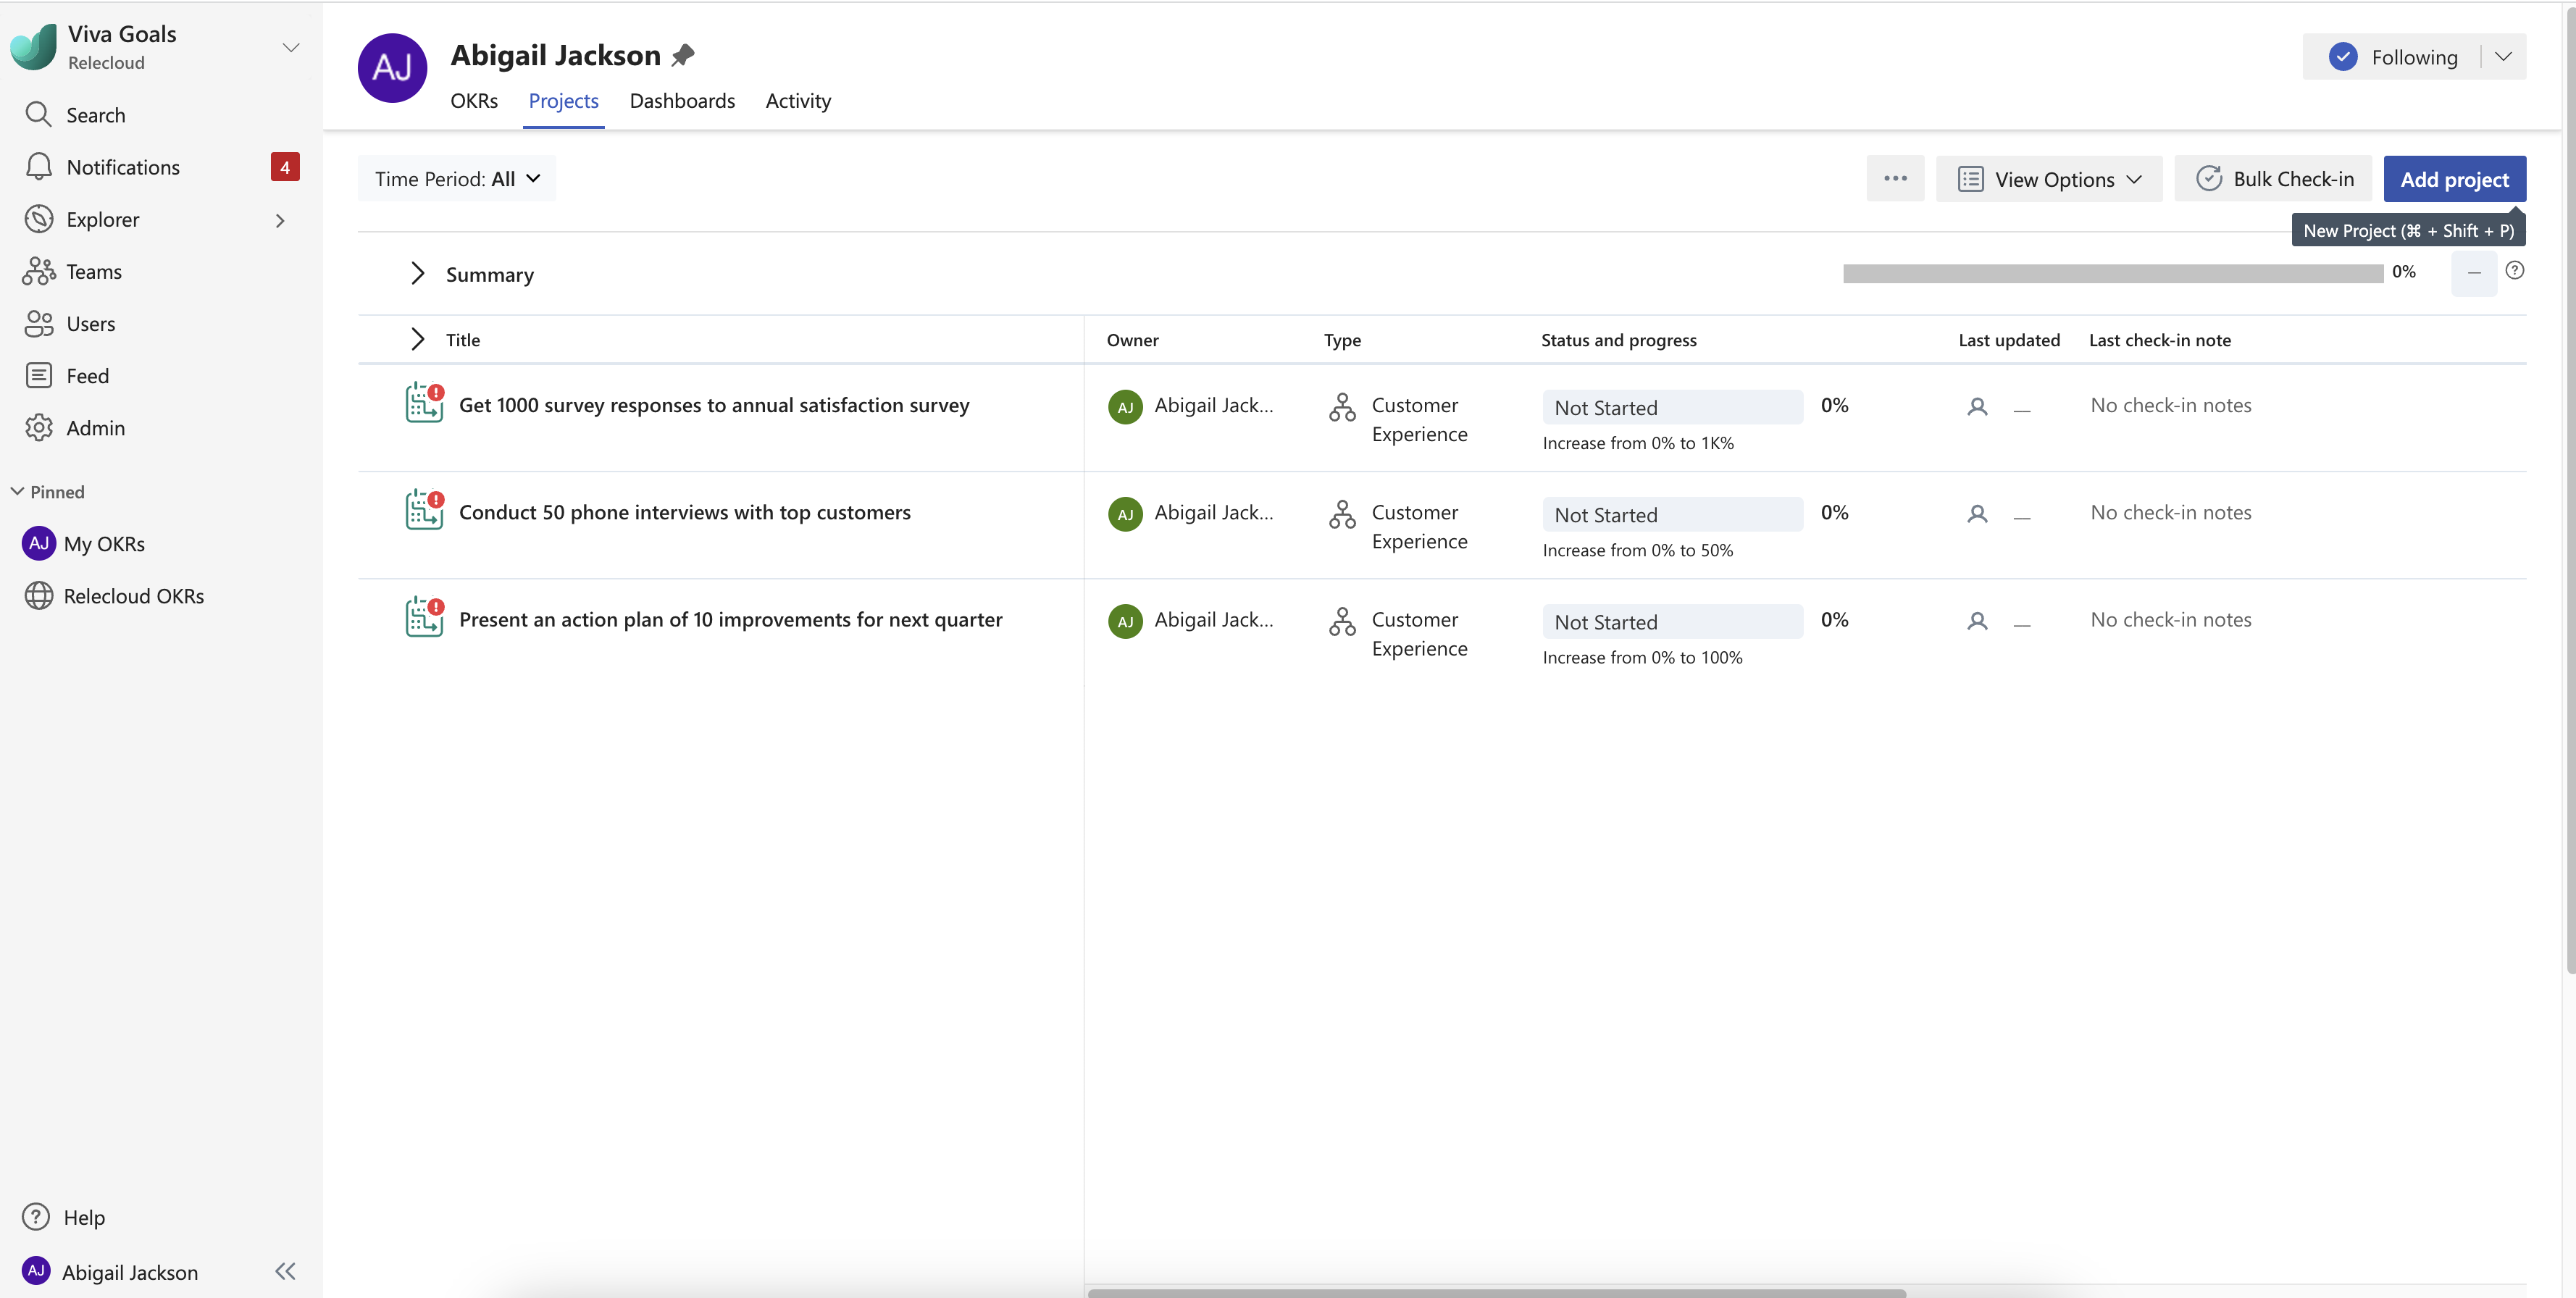 Viva Goals
Relecloud
Search
Notifications 4
Explorer
Teams
Users
Feed
Admin
Pinned
AJ My OKRs
Relecloud OKRs
Help
AJ Abigail Jackson
AJ Abigail Jackson
OKRs Projects Dashboards Activity
Following
Time Period: All
... View Options Bulk Check-in Add project
New Project (⌘ + Shift + P)
Summary 0% —
Title Owner Type Status and progress Last updated Last check-in note
Get 1000 survey responses to annual satisfaction survey AJ Abigail Jack... Customer Not Started 0% — No check-in notes
Experience Increase from 0% to 1K%
Conduct 50 phone interviews with top customers AJ Abigail Jack... Customer Not Started 0% — No check-in notes
Experience Increase from 0% to 50%
Present an action plan of 10 improvements for next quarter AJ Abigail Jack... Customer Not Started 0% — No check-in notes
Experience Increase from 0% to 100%